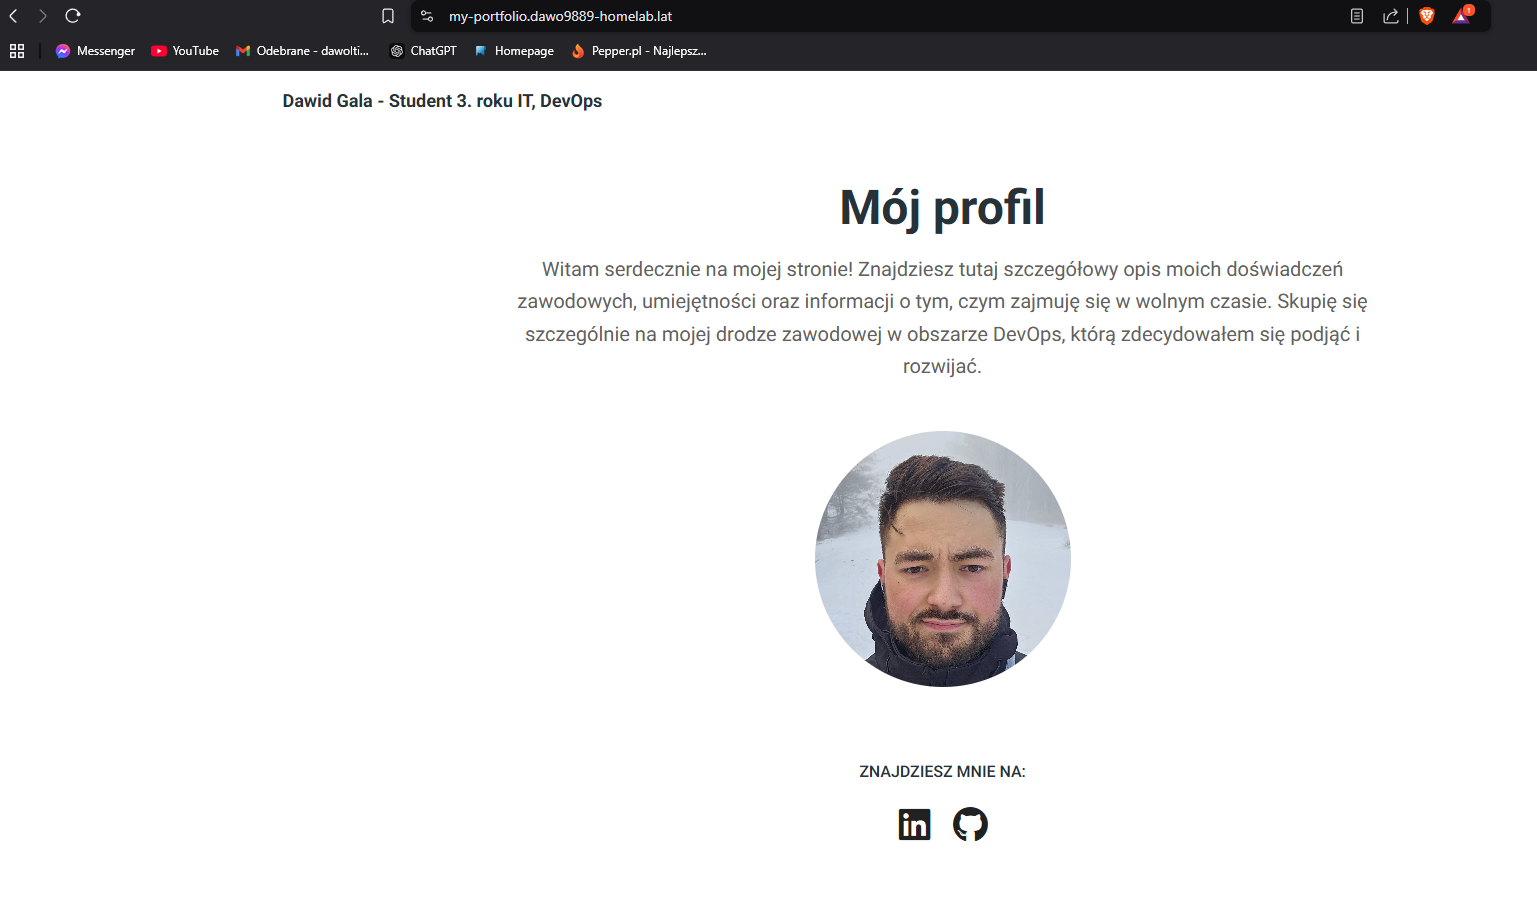 my-portfolio.dawo9889-homelab.lat
1
Messenger YouTube Odebrane - dawolti... ChatGPT Homepage Pepper.pl - Najlepsz...
Dawid Gala - Student 3. roku IT, DevOps
Mój profil
Witam serdecznie na mojej stronie! Znajdziesz tutaj szczegółowy opis moich doświadczeń
zawodowych, umiejętności oraz informacji o tym, czym zajmuję się w wolnym czasie. Skupię się
szczególnie na mojej drodze zawodowej w obszarze DevOps, którą zdecydowałem się podjąć i
rozwijać.
ZNAJDZIESZ MNIE NA:
in